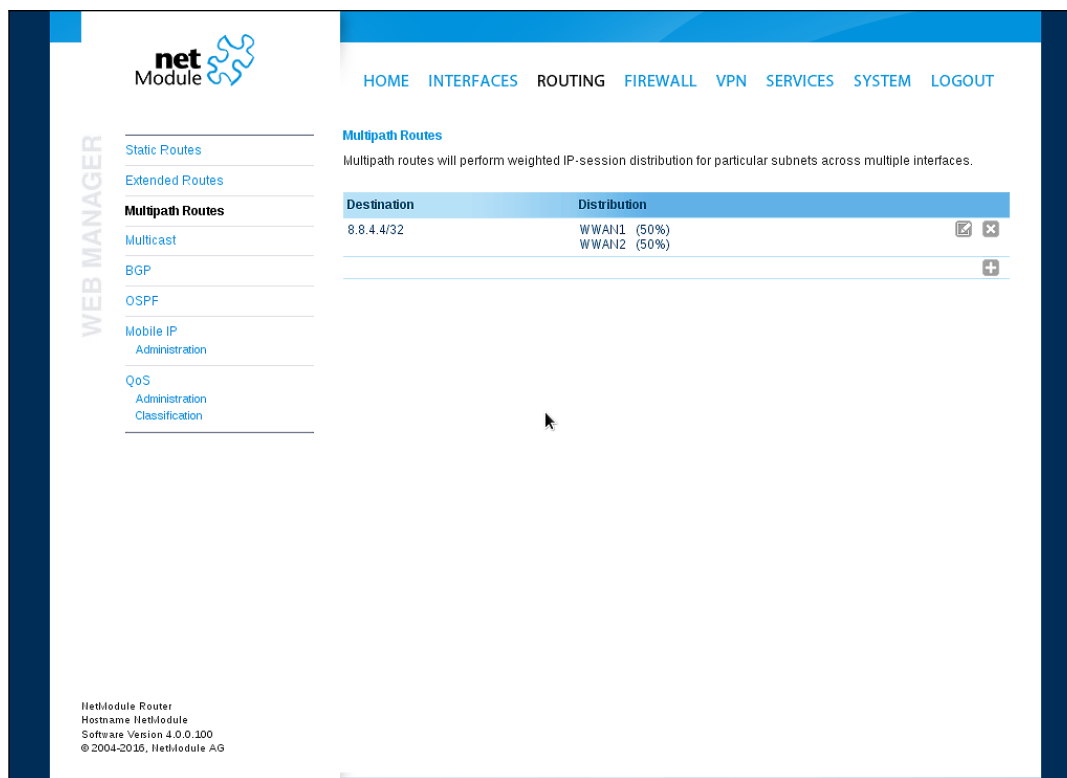 net
Module
HOME INTERFACES ROUTING FIREWALL VPN SERVICES SYSTEM LOGOUT
WEB MANAGER
Static Routes
Extended Routes
Multipath Routes
Multicast
BGP
OSPF
Mobile IP
Administration
QoS
Administration
Classification
Multipath Routes
Multipath routes will perform weighted IP-session distribution for particular subnets across multiple interfaces.
Destination Distribution
8.8.4.4/32 WWAN1 (50%)
WWAN2 (50%)
NetModule Router
Hostname NetModule
Software Version 4.0.0.100
© 2004-2016, NetModule AG